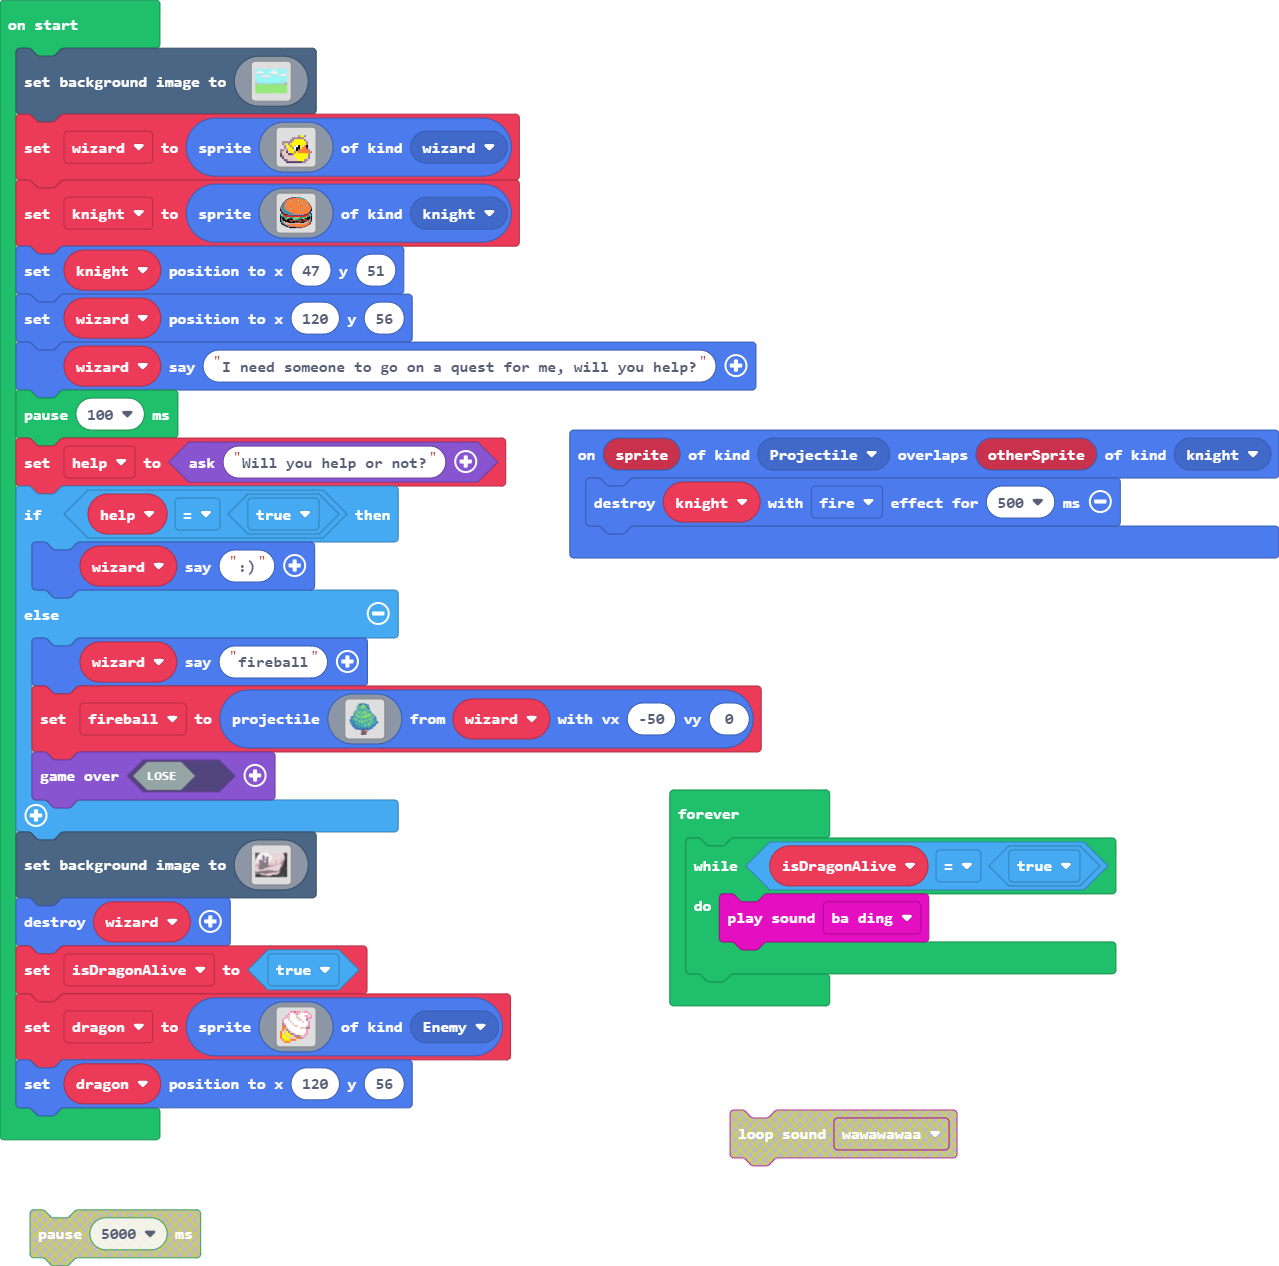 on start
set background image to
set wizard to sprite of kind wizard
set knight to sprite of kind knight
set knight position to x 47 y 51
set wizard position to x 120 y 56
wizard say "I need someone to go on a quest for me, will you help?"
pause 100 ms
set help to ask "Will you help or not?"
if help = true then
wizard say ":)"
else
wizard say "fireball"
set fireball to projectile from wizard with vx -50 vy 0
game over LOSE
set background image to
destroy wizard
set isDragonAlive to true
set dragon to sprite of kind Enemy
set dragon position to x 120 y 56
on sprite of kind Projectile overlaps otherSprite of kind knight
destroy knight with fire effect for 500 ms
forever
while isDragonAlive = true
do play sound ba ding
loop sound wawawawaa
pause 5000 ms